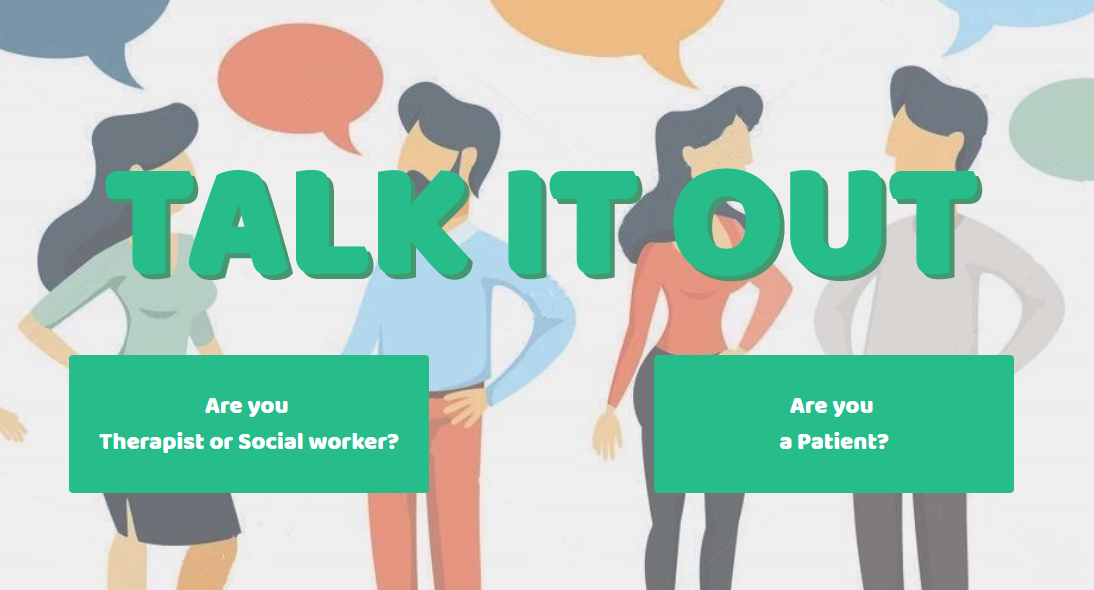 TALK IT OUT
Are you
Therapist or Social worker?
Are you
a Patient?